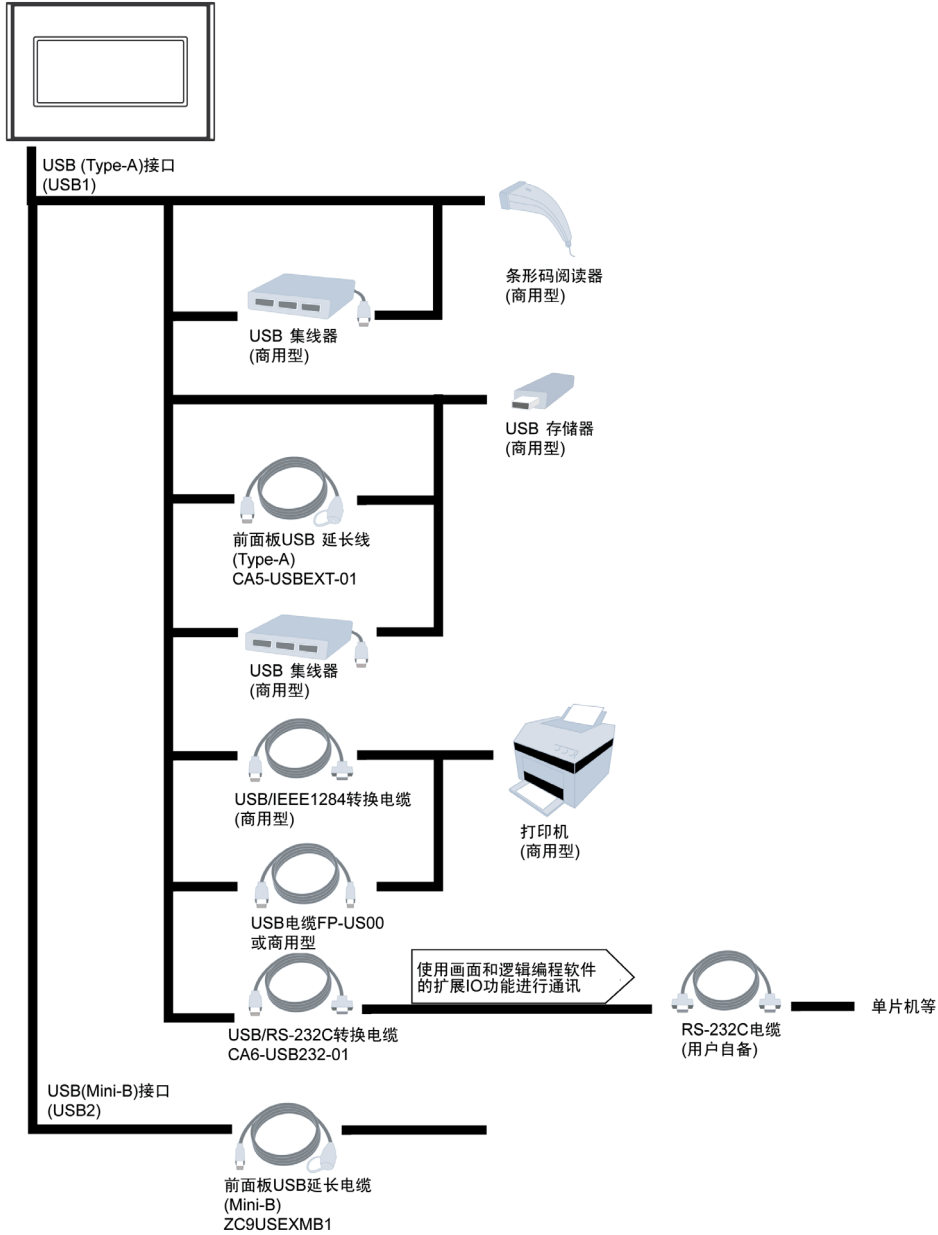 USB (Type-A)接口
(USB1)
条形码阅读器
(商用型)
USB 集线器
(商用型)
USB 存储器
(商用型)
前面板USB 延长线
(Type-A)
CA5-USBEXT-01
USB 集线器
(商用型)
USB/IEEE1284转换电缆
(商用型)
打印机
(商用型)
USB电缆FP-US00
或商用型
使用画面和逻辑编程软件
的扩展IO功能进行通讯
USB/RS-232C转换电缆
CA6-USB232-01
RS-232C电缆
(用户自备)
单片机等
USB(Mini-B)接口
(USB2)
前面板USB延长电缆
(Mini-B)
ZC9USEXMB1